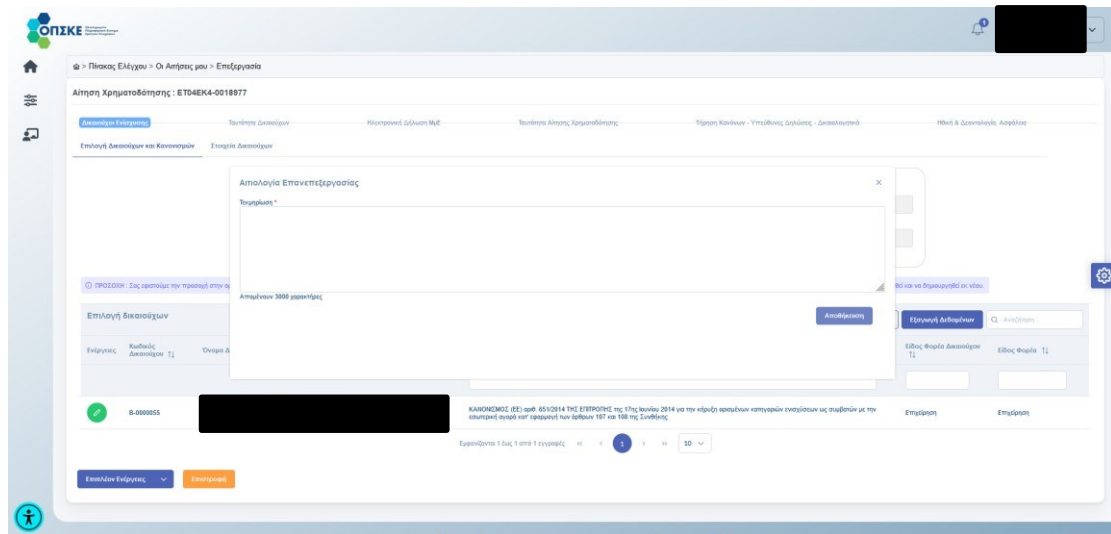 ΟΠΣΚΕ
> Πίνακας Ελέγχου > Οι Αιτήσεις μου > Επεξεργασία
Αίτηση Χρηματοδότησης : ET04EK4-0018977
Δικαιούχοι Ενίσχυσης
Ταυτότητα Δικαιούχων
Ηλεκτρονική Δήλωση ΜμΕ
Ταυτότητα Αίτησης Χρηματοδότησης
Τήρηση Κανόνων - Υπεύθυνες Δηλώσεις - Δικαιολογητικά
Ηθική & Δεοντολογία, Ασφάλεια
Επιλογή Δικαιούχων και Κανονισμών
Στοιχεία Δικαιούχων
Αιτιολογία Επανεπεξεργασίας
Τεκμηρίωση *
Απομένουν 3000 χαρακτήρες
Αποθήκευση
ΠΡΟΣΟΧΗ : Σας εφιστούμε την προσοχή στην ορ
θεί και να δημιουργηθεί εκ νέου.
Επιλογή δικαιούχων
Εξαγωγή Δεδομένων
Αναζήτηση
Ενέργειες
Κωδικός Δικαιούχου
Όνομα Δ
Είδος Φορέα Δικαιούχου
Είδος Φορέα
B-0000055
ΚΑΝΟΝΙΣΜΟΣ (ΕΕ) αριθ. 651/2014 ΤΗΣ ΕΠΙΤΡΟΠΗΣ της 17ης Ιουνίου 2014 για την κήρυξη ορισμένων κατηγοριών ενισχύσεων ως συμβατών με την
εσωτερική αγορά κατ' εφαρμογή των άρθρων 107 και 108 της Συνθήκης
Επιχείρηση
Επιχείρηση
Εμφανίζονται 1 έως 1 από 1 εγγραφές
1
10
Επιπλέον Ενέργειες
Επιστροφή